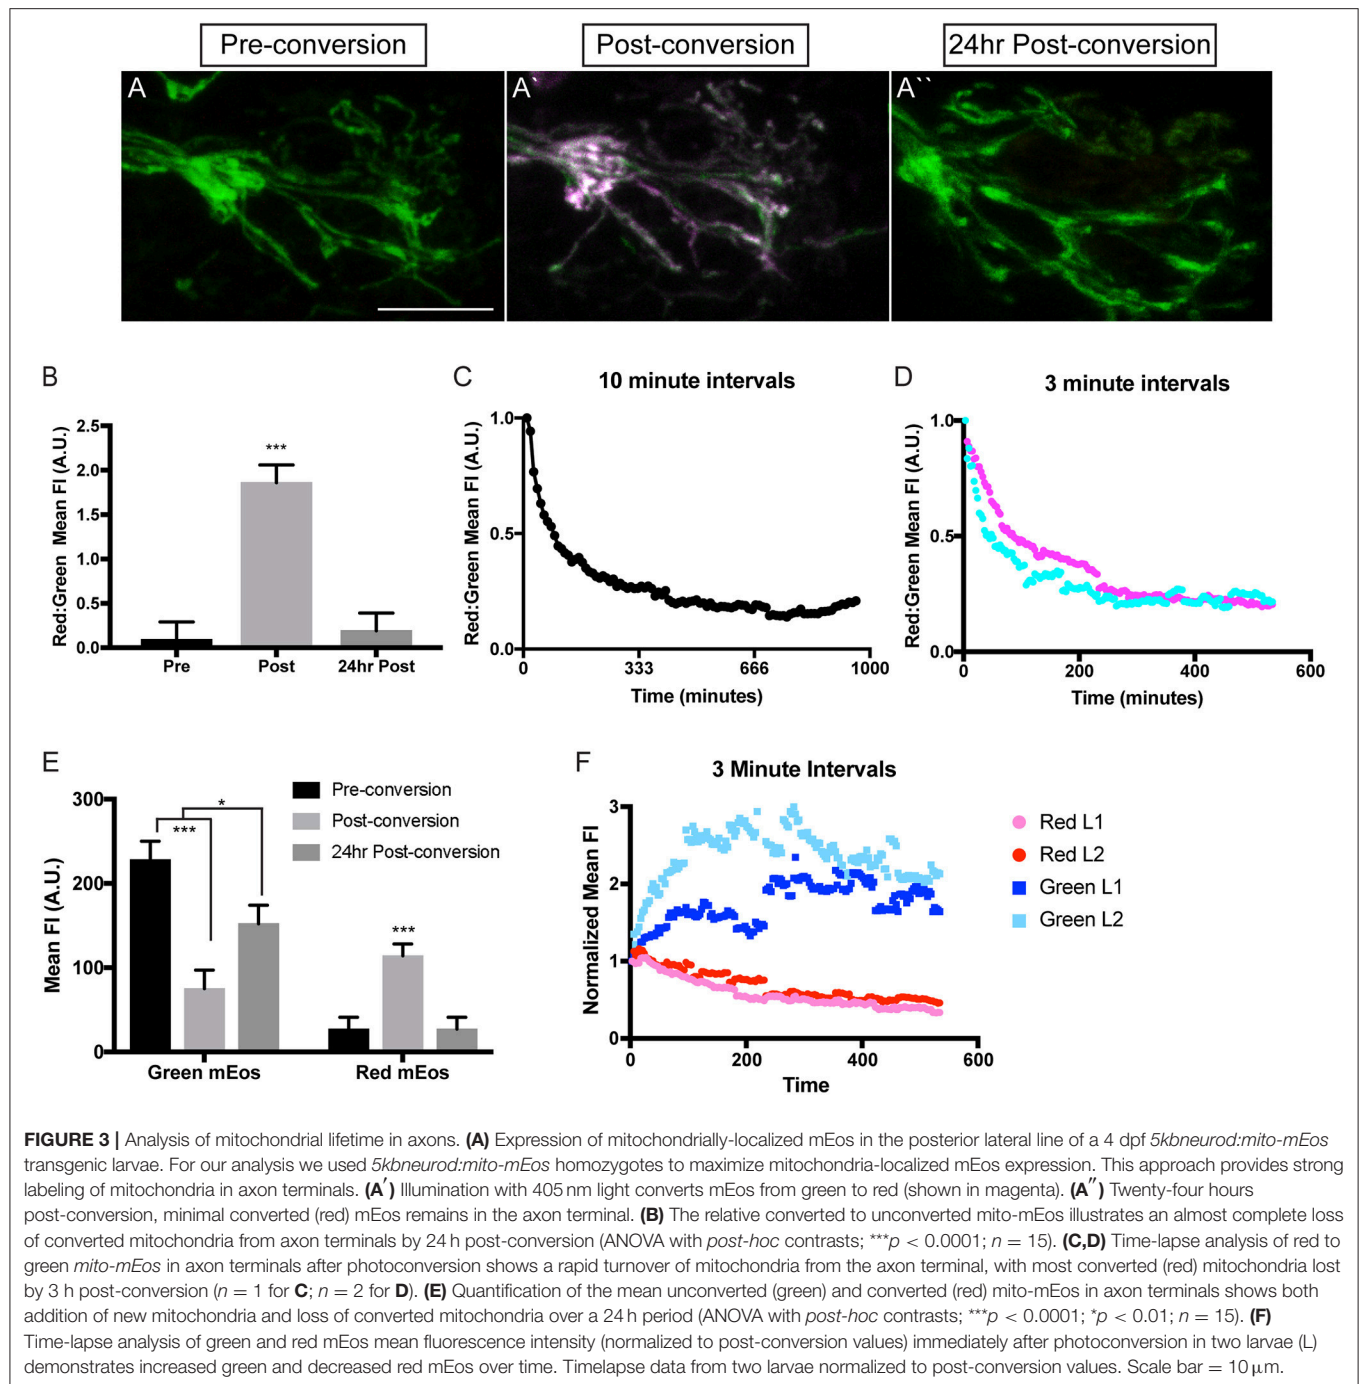 Pre-conversion
Post-conversion
24hr Post-conversion
A
A`
A``
B
Red:Green Mean FI (A.U.)
2.5
2.0
1.5
1.0
0.5
0.0
***
Pre
Post
24hr Post
C
10 minute intervals
Red:Green Mean FI (A.U.)
1.0
0.5
0.0
0
333
666
1000
Time (minutes)
D
3 minute intervals
Red:Green Mean FI (A.U.)
1.0
0.5
0.0
0
200
400
600
Time (minutes)
E
Mean FI (A.U.)
300
200
100
0
***
*
***
Pre-conversion
Post-conversion
24hr Post-conversion
Green mEos
Red mEos
F
3 Minute Intervals
Normalized Mean FI
3
2
1
0
0
200
400
600
Time
Red L1
Red L2
Green L1
Green L2
FIGURE 3 | Analysis of mitochondrial lifetime in axons. (A) Expression of mitochondrially-localized mEos in the posterior lateral line of a 4 dpf 5kbneurod:mito-mEos
transgenic larvae. For our analysis we used 5kbneurod:mito-mEos homozygotes to maximize mitochondria-localized mEos expression. This approach provides strong
labeling of mitochondria in axon terminals. (A′) Illumination with 405 nm light converts mEos from green to red (shown in magenta). (A″) Twenty-four hours
post-conversion, minimal converted (red) mEos remains in the axon terminal. (B) The relative converted to unconverted mito-mEos illustrates an almost complete loss
of converted mitochondria from axon terminals by 24 h post-conversion (ANOVA with post-hoc contrasts; ***p < 0.0001; n = 15). (C,D) Time-lapse analysis of red to
green mito-mEos in axon terminals after photoconversion shows a rapid turnover of mitochondria from the axon terminal, with most converted (red) mitochondria lost
by 3 h post-conversion (n = 1 for C; n = 2 for D). (E) Quantification of the mean unconverted (green) and converted (red) mito-mEos in axon terminals shows both
addition of new mitochondria and loss of converted mitochondria over a 24 h period (ANOVA with post-hoc contrasts; ***p < 0.0001; *p < 0.01; n = 15). (F)
Time-lapse analysis of green and red mEos mean fluorescence intensity (normalized to post-conversion values) immediately after photoconversion in two larvae (L)
demonstrates increased green and decreased red mEos over time. Timelapse data from two larvae normalized to post-conversion values. Scale bar = 10 μm.